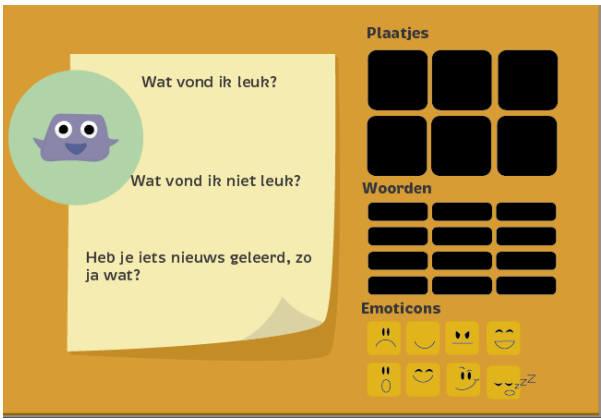 Wat vond ik leuk?
Wat vond ik niet leuk?
Heb je iets nieuws geleerd, zo
ja wat?
Plaatjes
Woorden
Emoticons
zZZ